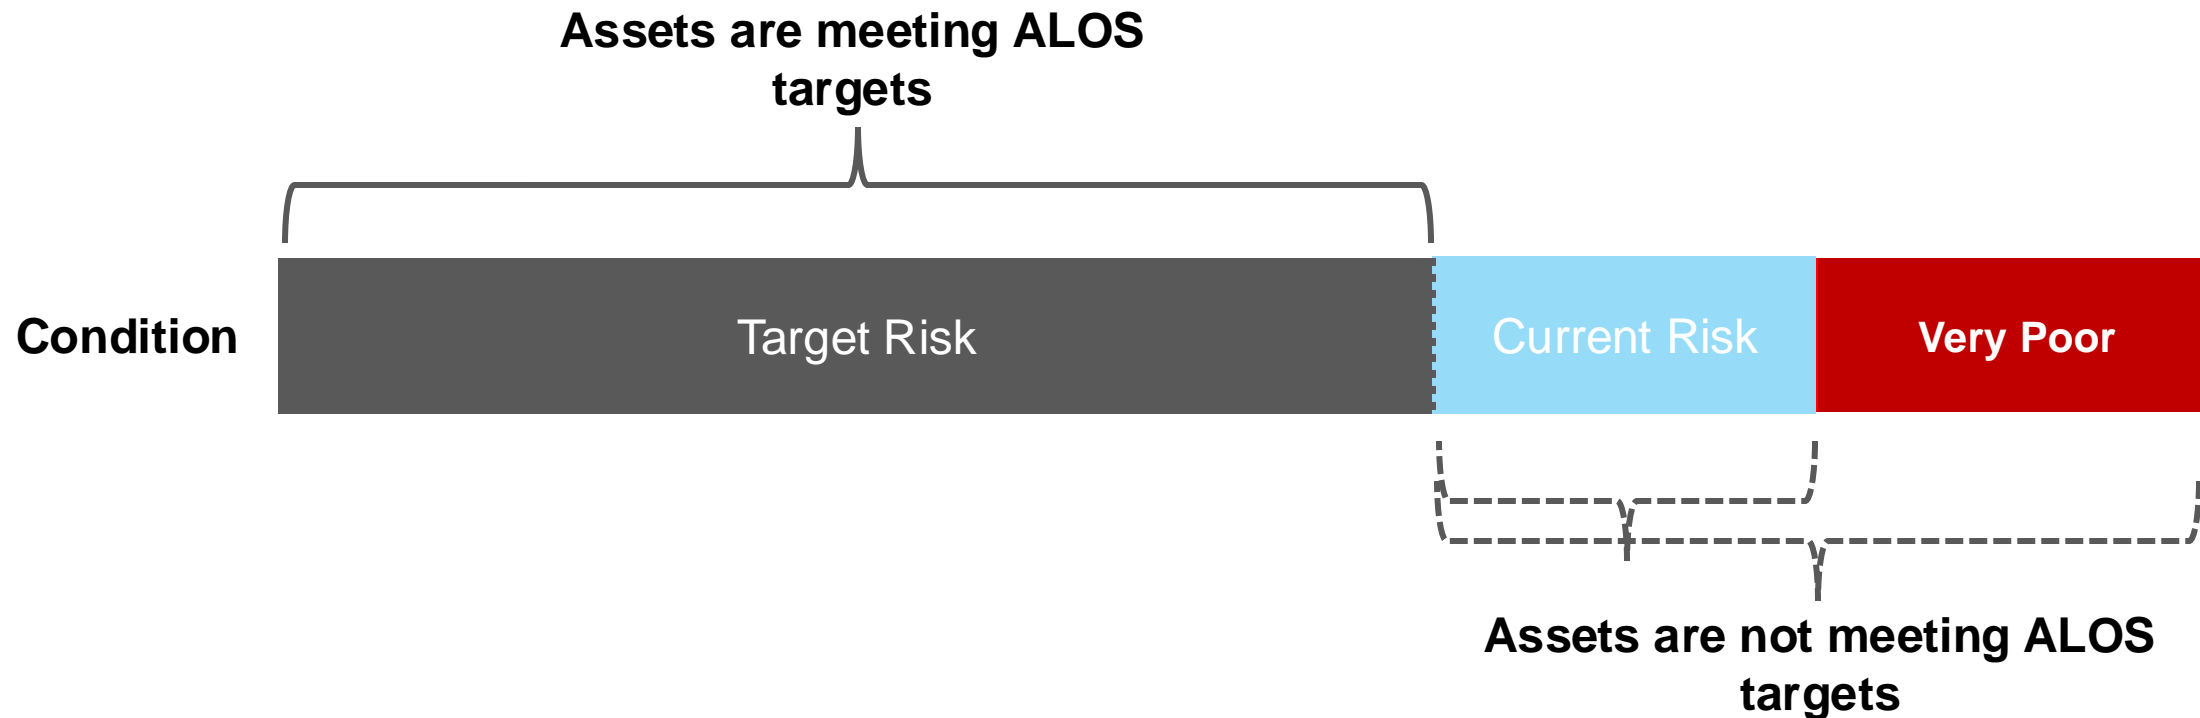 Assets are meeting ALOS
targets
Condition
Target Risk
Current Risk
Very Poor
Assets are not meeting ALOS
targets